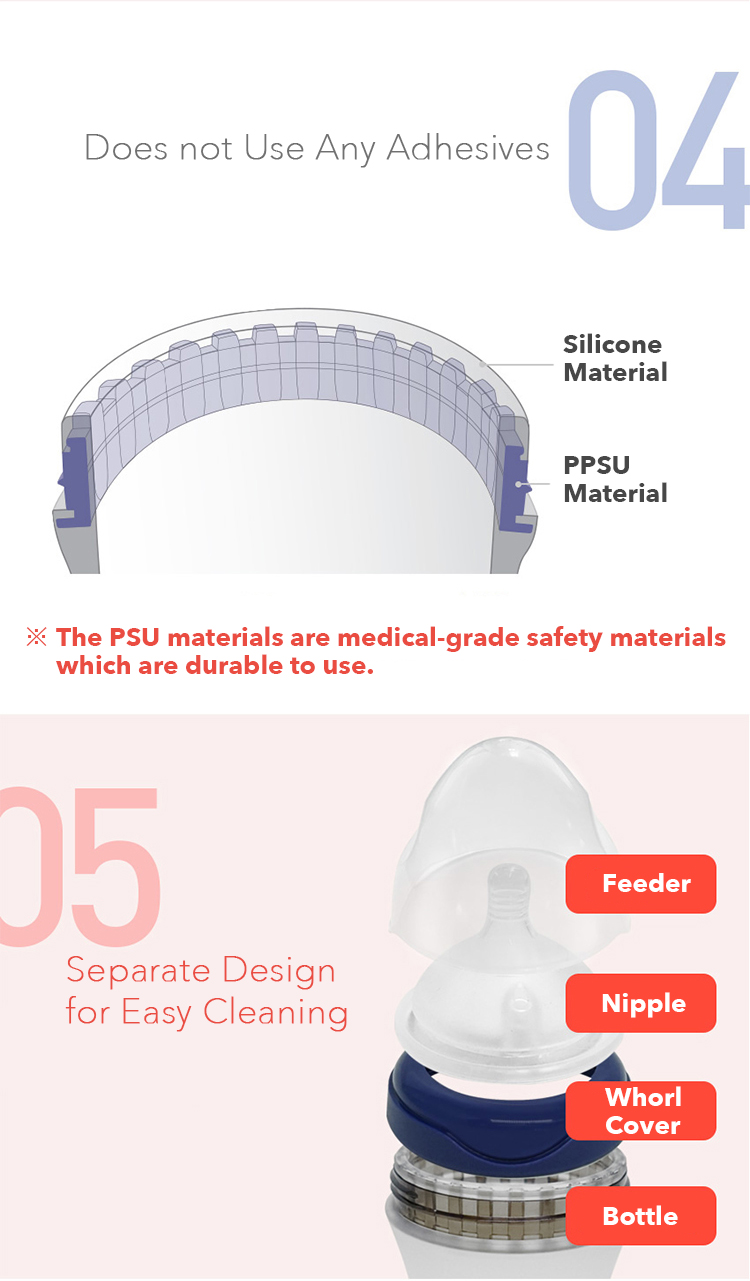 04
Does not Use Any Adhesives
Silicone
Material
PPSU
Material
※ The PSU materials are medical-grade safety materials
which are durable to use.
05
Separate Design
for Easy Cleaning
Feeder
Nipple
Whorl
Cover
Bottle